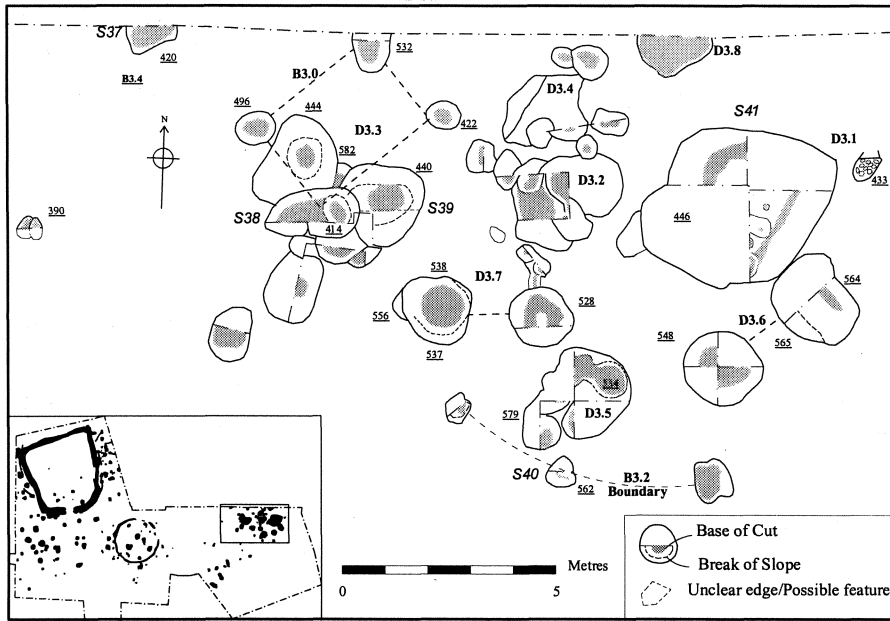 S37
420
B3.4
532
B3.0
D3.8
D3.4
S41
496
444
D3.3
422
N
582
440
D3.1
433
D3.2
390
S38
414
S39
446
538
D3.7
564
556
528
548
D3.6
565
537
534
579
D3.5
S40
562
B3.2
Boundary
Base of Cut
Break of Slope
Unclear edge/Possible feature
Metres
0
5